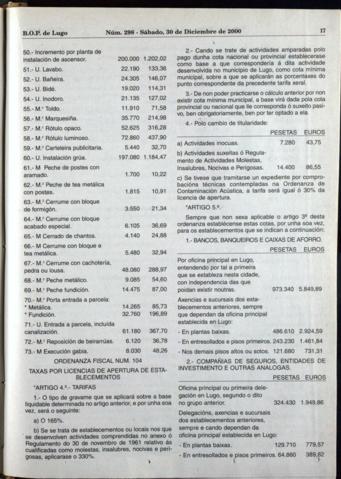 B.O.P. de Lugo
Núm. 298 - Sábado, 30 de Diciembre de 2000
17
50.- Incremento por planta de
instalación de ascensor. 200.000 1.202,02
51.- U. Lavabo. 22.190 133,36
52.- U. Bañera. 24.305 146,07
53.- U. Bidé. 19.020 114,31
54.- U. Inodoro. 21.135 127,02
55.- M.² Toldo. 11.910 71,58
56.- M.² Marquesiña. 35.770 214,98
57.- M.² Rótulo opaco. 52.625 316,28
58.- M.² Rótulo luminoso. 72.860 437,90
59.- M.² Carteleira publicitaria. 5.440 32,70
60.- U. Instalación grúa. 197.080 1.184,47
61.- M Peche de postes con
aramado. 1.700 10,22
62.- M.² Peche de tea metálica
con postes. 1.815 10,91
63.- M.² Cerrume con bloque
de formigón. 3.550 21,34
64.- M.² Cerrume con bloque
acabado especial. 6.105 36,69
65.- M Cerrado de chantos. 4.140 24,88
66.- M Cerrume con bloque e
tea metálica. 5.480 32,94
67.- M.² Cerrume con cachotería,
pedra ou lousa. 48.080 288,97
68.- M.² Peche metálico. 9.085 54,60
69.- M.² Peche fundición. 14.475 87,00
70.- M.² Porta entrada a parcela:
* Metálica. 14.265 85,73
* Fundición 32.760 196,89
71.- U. Entrada a parcela, incluída
canalización. 61.180 367,70
72.- M.² Reposición de beirarrúas. 6.120 36,78
73.- M Execución gabia. 8.030 48,26
ORDENANZA FISCAL NUM. 104
TAXAS POR LICENCIAS DE APERTURA DE ESTA-
BLECEMENTOS
"ARTIGO 4.º.- TARIFAS
1.- O tipo de gravame que se aplicará sobre a base
liquidable determinada no artigo anterior, e por unha soa
vez, será o seguinte:
a) O 165%.
b) Se se trata de establecementos ou locais nos que
se desenvolven actividades comprendidas no anexo ó
Regulamento do 30 de novembro de 1961 relativo ás
cualificadas como molestas, insalubres, nocivas e peri-
gosas, aplicarase o 330%.
2.- Cando se trate de actividades amparadas polo
pago dunha cota nacional ou provincial establecerase
como base a que correspondería á dita actividade
desenvolvida no municipio de Lugo, como cota mínima
municipal, sobre a que se aplicarán as porcentaxes do
punto correspondente da precedente tarifa xeral.
3.- De non poder practicarse o cálculo anterior por non
existir cota mínima municipal, a base virá dada pola cota
provincial ou nacional que lle corresponda ó suxeito pasi-
vo, ben obrigatoriamente, ben por ter optado a ela.
4.- Polo cambio de titularidade:
PESETAS EUROS
a) Actividades inocuas. 7.280 43,75
b) Actividades suxeitas ó Regula-
mento de Actividades Molestas,
Insalubres, Nocivas e Perigosas. 14.400 86,55
c) Se tivese que tramitarse un expediente por compro-
bacións técnicas contempladas na Ordenanza de
Contaminación Acústica, a tarifa será igual ó 30% da
licencia de apertura.
"ARTIGO 5.º.-
Sempre que non sexa aplicable o artigo 3º desta
ordenanza establécense estas cotas, por unha soa vez,
para os establecementos que se indican a continuación:
1.- BANCOS, BANQUEIROS E CAIXAS DE AFORRO.
PESETAS EUROS
Por oficina principal en Lugo,
entendendo por tal a primeira
que se estableza nesta cidade,
con independencia das que
poidan existir noutras. 973.340 5.849,89
Axencias e sucursais dos esta-
blecementos anteriores, sempre
que dependan da oficina principal
establecida en Lugo:
- En plantas baixas. 486.610 2.924,59
- En entresollados e pisos primeiros. 243.230 1.461,84
- Nos demais pisos altos ou sotos. 121.680 731,31
2.- COMPAÑÍAS DE SEGUROS, ENTIDADES DE
INVESTIMENTO E OUTRAS ANALOGAS.
PESETAS EUROS
Oficina principal ou primeira dele-
gación en Lugo, segundo o dito
no grupo anterior. 324.430 1.949,86
Delegacións, axencias e sucursais
dos establecementos anteriores,
sempre e cando dependan da
oficina principal establecida en Lugo:
- En plantas baixas. 129.710 779,57
- En entresollados e pisos primeiros. 64.860 389,82